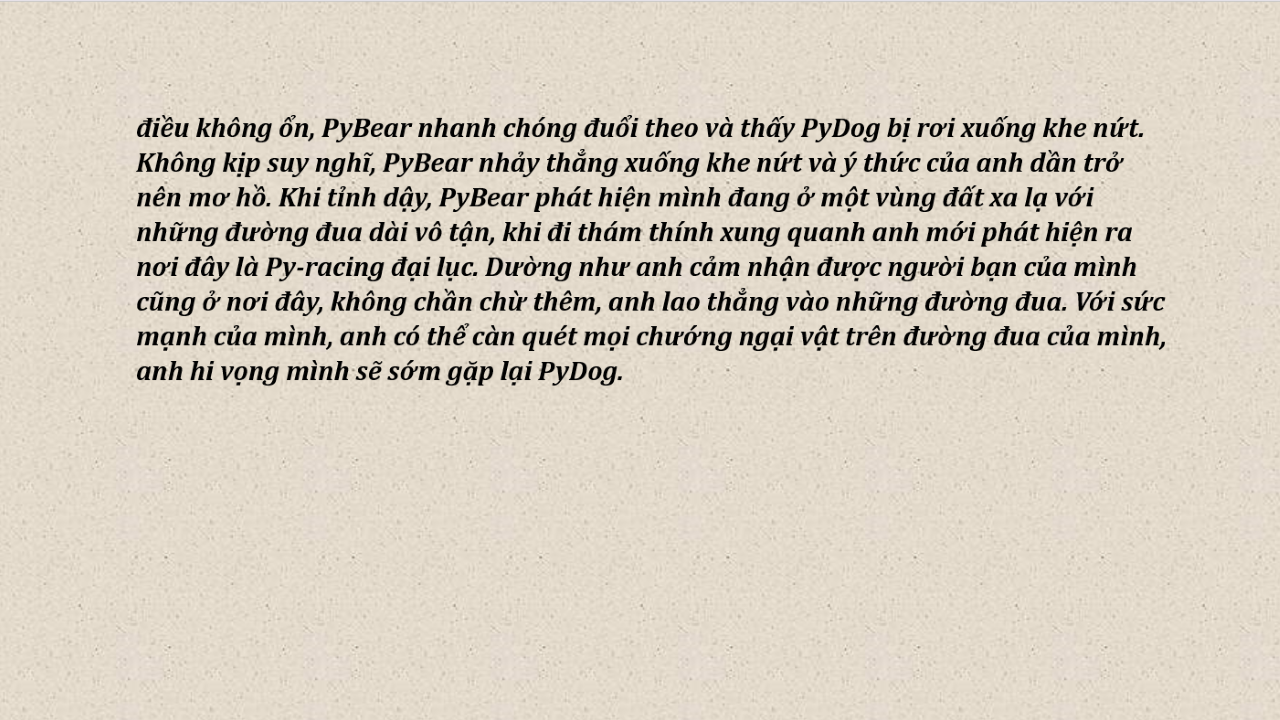 điều không ổn, PyBear nhanh chóng đuổi theo và thấy PyDog bị rơi xuống khe nứt.
Không kịp suy nghĩ, PyBear nhảy thẳng xuống khe nứt và ý thức của anh dần trở
nên mơ hồ. Khi tỉnh dậy, PyBear phát hiện mình đang ở một vùng đất xa lạ với
những đường đua dài vô tận, khi đi thám thính xung quanh anh mới phát hiện ra
nơi đây là Py-racing đại lục. Dường như anh cảm nhận được người bạn của mình
cũng ở nơi đây, không chần chừ thêm, anh lao thẳng vào những đường đua. Với sức
mạnh của mình, anh có thể càn quét mọi chướng ngại vật trên đường đua của mình,
anh hi vọng mình sẽ sớm gặp lại PyDog.